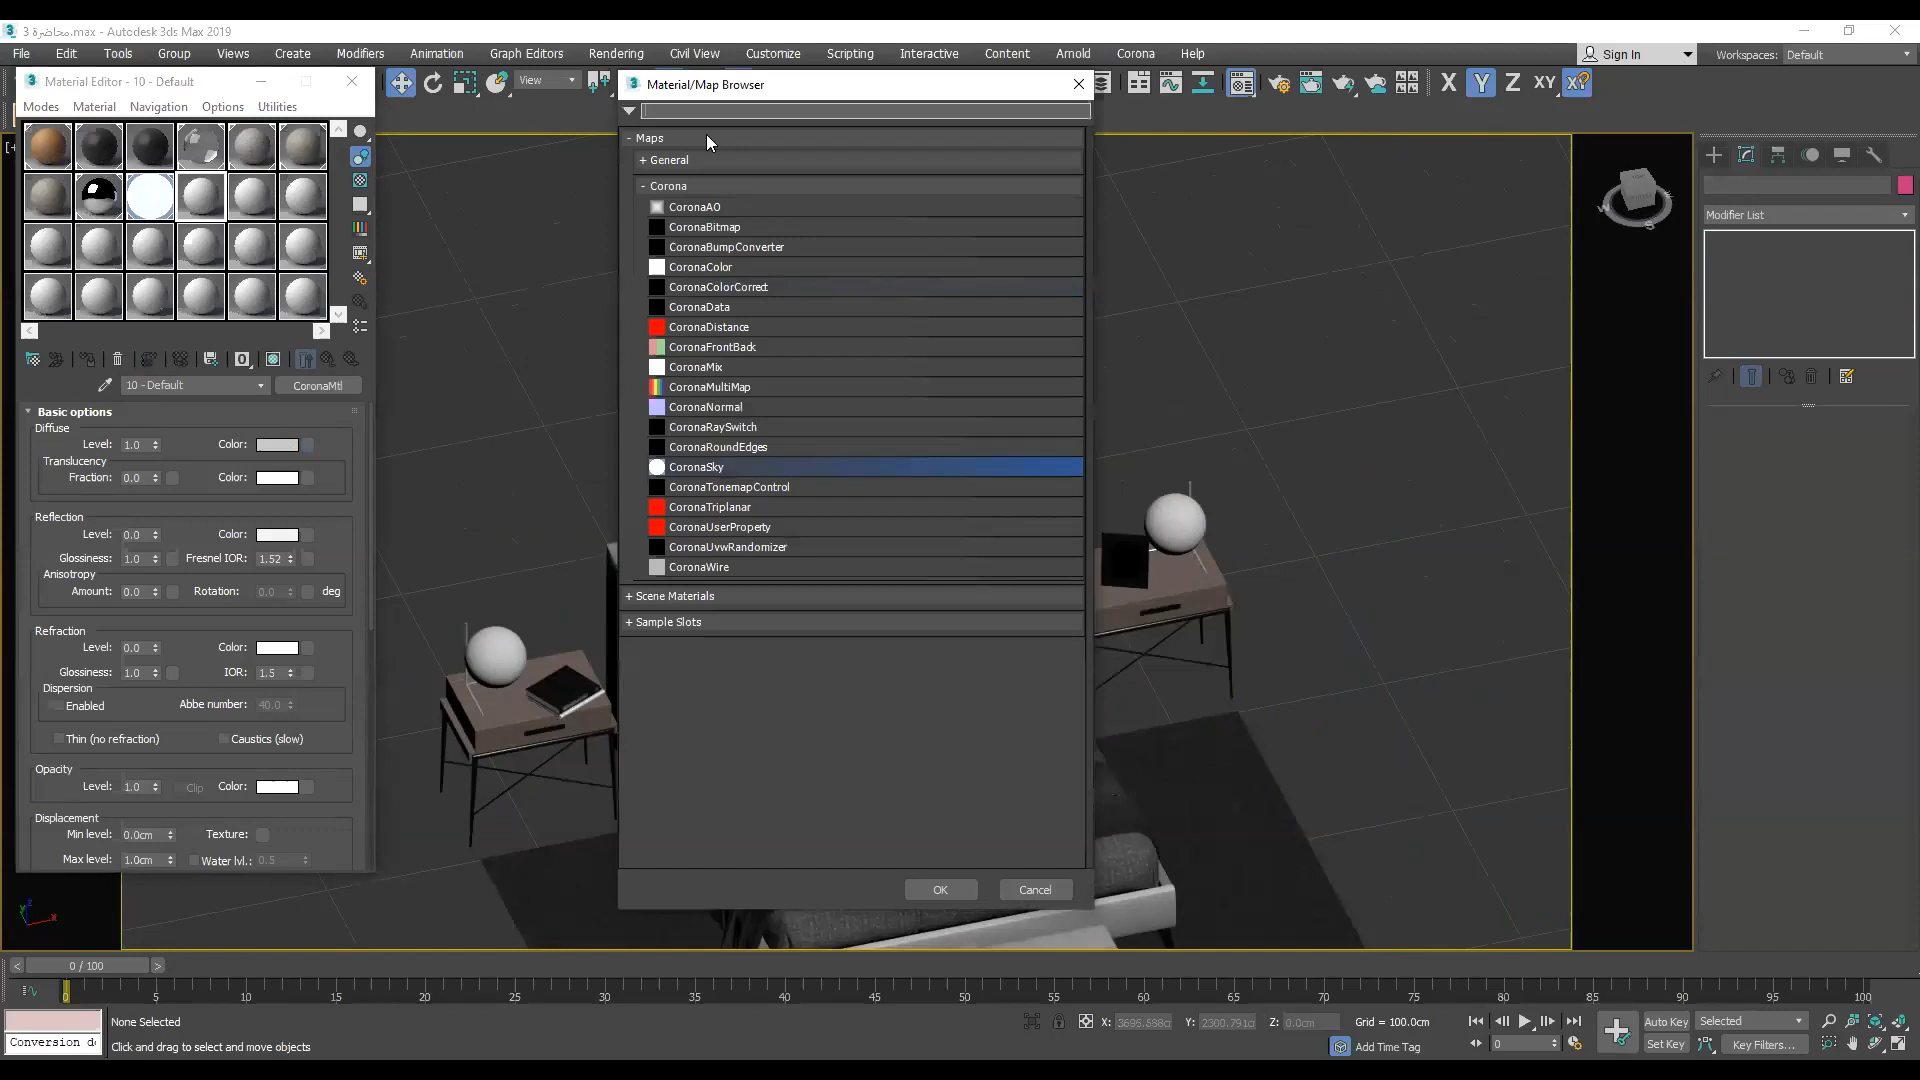 محاضرة 3.max - Autodesk 3ds Max 2019
File Edit Tools Group Views Create Modifiers Animation Graph Editors Rendering Civil View Customize Scripting Interactive Content Arnold Corona Help
Sign In
Workspaces: Default
Material Editor - 10 - Default
Modes Material Navigation Options Utilities
View
X Y Z XY XY
10 - Default
CoronaMtl
Basic options
Diffuse
Level: 1.0 Color:
Translucency
Fraction: 0.0 Color:
Reflection
Level: 0.0 Color:
Glossiness: 1.0 Fresnel IOR: 1.52
Anisotropy
Amount: 0.0 Rotation: 0.0 deg
Refraction
Level: 0.0 Color:
Glossiness: 1.0 IOR: 1.5
Dispersion
Enabled Abbe number: 40.0
Thin (no refraction) Caustics (slow)
Opacity
Level: 1.0 Clip Color:
Displacement
Min level: 0.0cm Texture:
Max level: 1.0cm Water lvl.: 0.5
Material/Map Browser
- Maps
+ General
- Corona
CoronaAO
CoronaBitmap
CoronaBumpConverter
CoronaColor
CoronaColorCorrect
CoronaData
CoronaDistance
CoronaFrontBack
CoronaMix
CoronaMultiMap
CoronaNormal
CoronaRaySwitch
CoronaRoundEdges
CoronaSky
CoronaTonemapControl
CoronaTriplanar
CoronaUserProperty
CoronaUvwRandomizer
CoronaWire
+ Scene Materials
+ Sample Slots
OK Cancel
Modifier List
0 / 100
0 5 10 15 20 25 30 35 40 45 50 55 60 65 70 75 80 85 90 95 100
None Selected
X: 3695.598c Y: 2300.791c Z: 0.0cm Grid = 100.0cm
Auto Key Selected
Conversion d
Click and drag to select and move objects
Add Time Tag
0
Set Key Key Filters...